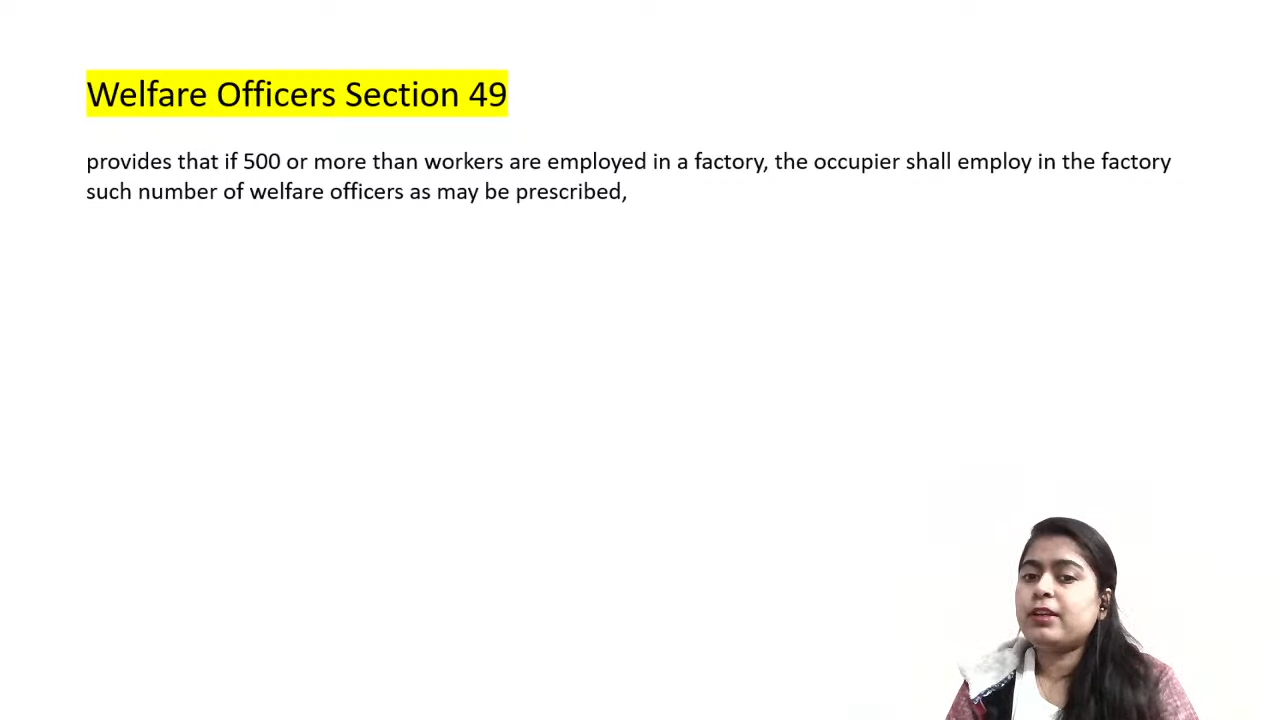 Welfare Officers Section 49
provides that if 500 or more than workers are employed in a factory, the occupier shall employ in the factory
such number of welfare officers as may be prescribed,